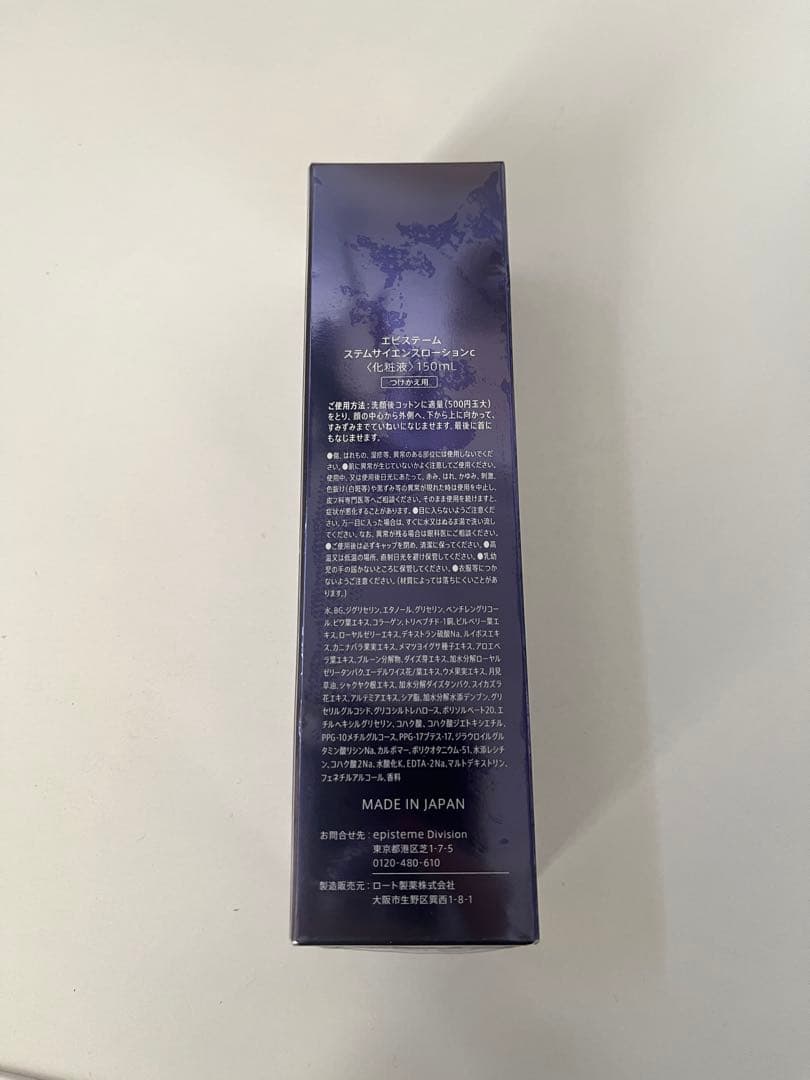 エピステーム
ステムサイエンスローションc
〈化粧液〉150mL
つけかえ用
ご使用方法:洗顔後コットンに適量(500円玉大)
をとり、顔の中心から外側へ、下から上に向かって、
すみずみまでていねいになじませます。最後に首に
もなじませます。
●傷、はれもの、湿疹等、異常のある部位には使用しないでくだ
さい。●肌に異常が生じていないかよく注意してご使用ください。
使用中、又は使用後日光にあたって、赤み、はれ、かゆみ、刺激、
色抜け(白斑等)や黒ずみ等の異常が現れた時は使用を中止し、
皮フ科専門医等へご相談ください。そのまま使用を続けますと、
症状が悪化することがあります。●目に入らないようご注意くだ
さい。万一目に入った場合は、すぐに水又はぬるま湯で洗い流し
てください。なお、異常が残る場合は眼科医にご相談ください。
●ご使用後は必ずキャップを閉め、清潔に保ってください。●高
温又は低温の場所、直射日光を避け保管してください。●乳幼
児の手の届かないところに保管してください。●衣服等につか
ないようご注意ください。(材質によっては落ちにくいことがあ
ります。)
水、BG、ジグリセリン、エタノール、グリセリン、ペンチレングリコー
ル、ビワ葉エキス、コラーゲン、トリペプチド-1銅、ビルベリー葉エ
キス、ローヤルゼリーエキス、デキストラン硫酸Na、ルイボスエキ
ス、カニナバラ果実エキス、メマツヨイグサ種子エキス、アロエベ
ラ葉エキス、プルーン分解物、ダイズ芽エキス、加水分解ローヤル
ゼリータンパク、エーデルワイス花/葉エキス、ウメ果実エキス、月見
草油、シャクヤク根エキス、加水分解ダイズタンパク、スイカズラ
花エキス、アルテミアエキス、シア脂、加水分解水添デンプン、グリ
セリルグルコシド、グリコシルトレハロース、ポリソルベート20、エ
チルヘキシルグリセリン、コハク酸、コハク酸ジエトキシエチル、
PPG-10メチルグルコース、PPG-17ブテス-17、ジラウロイルグル
タミン酸リシンNa、カルボマー、ポリクオタニウム-51、水添レシチ
ン、コハク酸2Na、水酸化K、EDTA-2Na、マルトデキストリン、
フェネチルアルコール、香料
MADE IN JAPAN
お問合せ先:episteme Division
東京都港区芝1-7-5
0120-480-610
製造販売元:ロート製薬株式会社
大阪市生野区巽西1-8-1